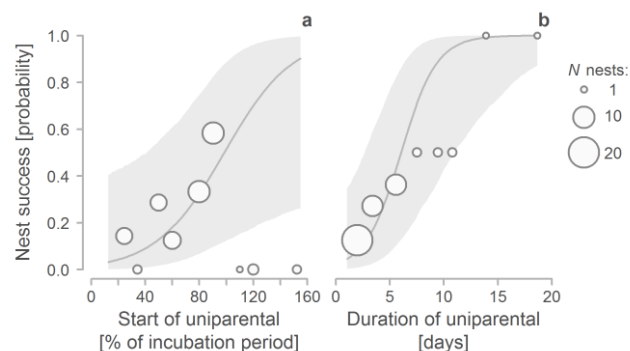 a
b
1.0
0.8
0.6
0.4
0.2
0.0
Nest success [probability]
0 40 80 120 160
Start of uniparental
[% of incubation period]
0 5 10 15 20
Duration of uniparental
[days]
N nests:
1
10
20